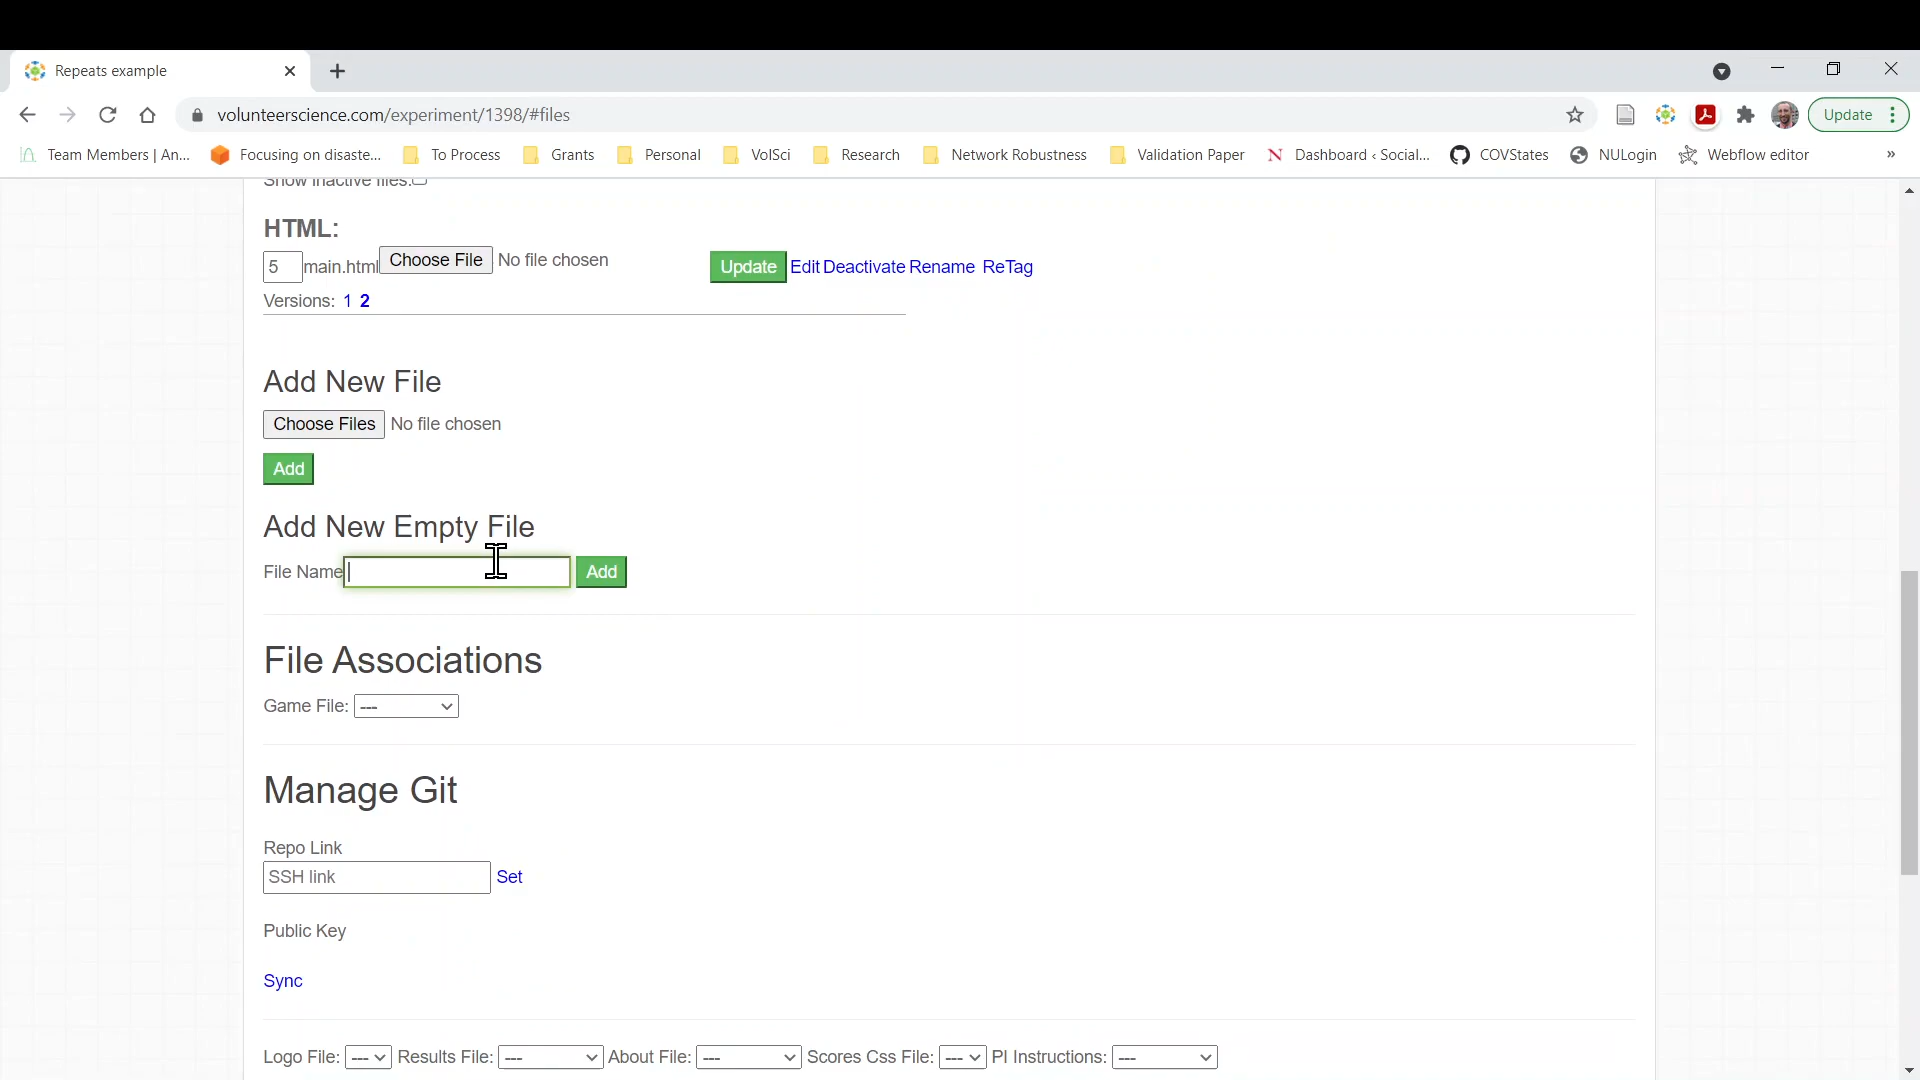 Repeats example
volunteerscience.com/experiment/1398/#files
Update
Team Members | An...
Focusing on disaste...
To Process
Grants
Personal
VolSci
Research
Network Robustness
Validation Paper
Dashboard ‹ Social...
COVStates
NULogin
Webflow editor
»
Show inactive files:
HTML:
5 main.html Choose File No file chosen Update Edit Deactivate Rename ReTag
Versions: 1 2
Add New File
Choose Files No file chosen
Add
Add New Empty File
File Name Add
File Associations
Game File: ---
Manage Git
Repo Link
SSH link Set
Public Key
Sync
Logo File: --- Results File: --- About File: --- Scores Css File: --- PI Instructions: ---